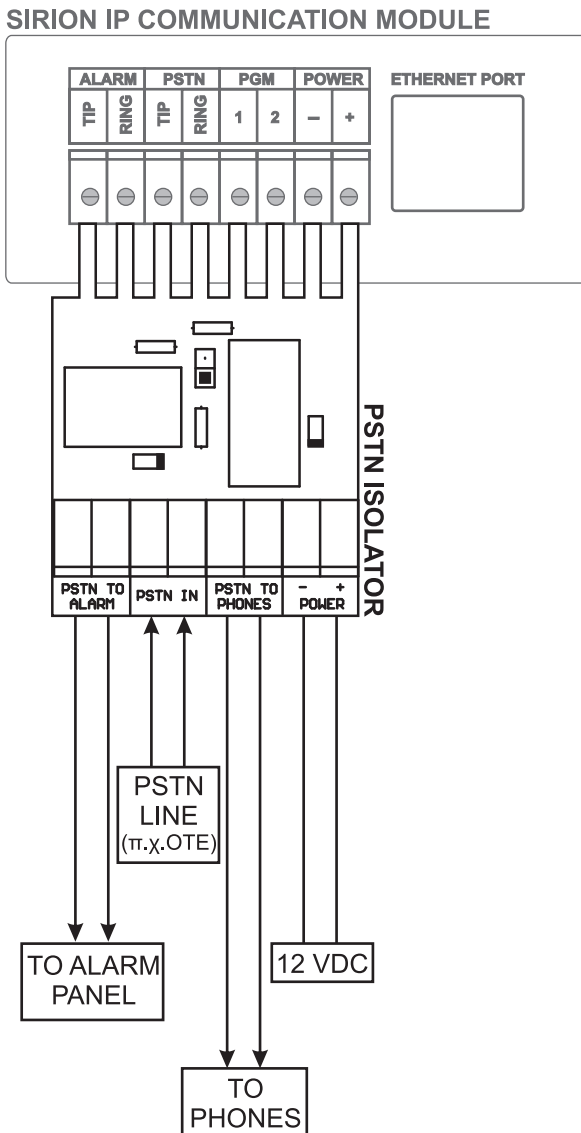 SIRION IP COMMUNICATION MODULE
ALARM PSTN PGM POWER ETHERNET PORT
TIP RING TIP RING 1 2 – +
PSTN ISOLATOR
PSTN TO ALARM
PSTN IN
PSTN TO PHONES
– +
POWER
PSTN
LINE
(π.χ.OTE)
TO ALARM
PANEL
12 VDC
TO
PHONES